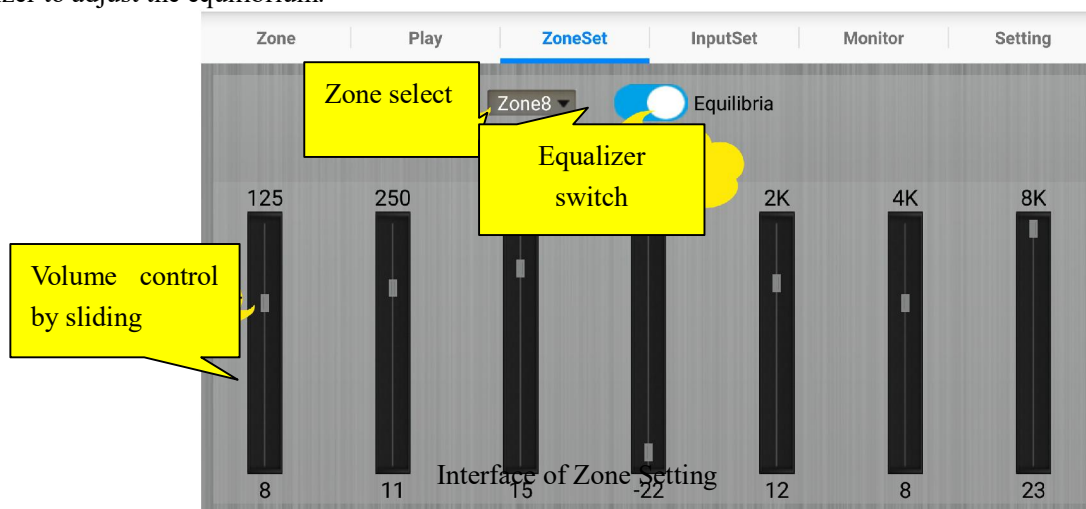 zer to adjust the equilibrium.
Zone Play ZoneSet InputSet Monitor Setting
Zone select
Zone8
Equilibria
Equalizer
switch
125 250 2K 4K 8K
Volume control
by sliding
Interface of Zone Setting
8 11 15 -22 12 8 23